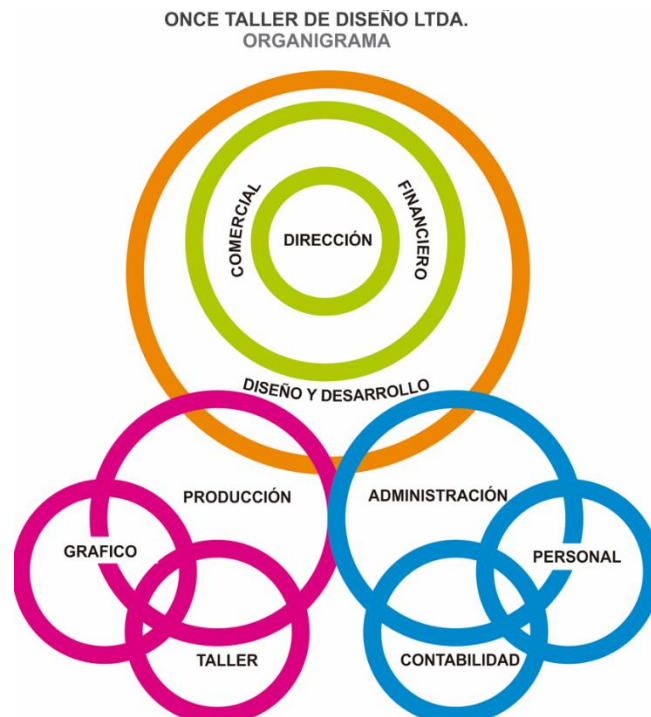 ONCE TALLER DE DISEÑO LTDA.
ORGANIGRAMA
COMERCIAL
FINANCIERO
DIRECCIÓN
DISEÑO Y DESARROLLO
PRODUCCIÓN
ADMINISTRACIÓN
GRAFICO
PERSONAL
TALLER
CONTABILIDAD